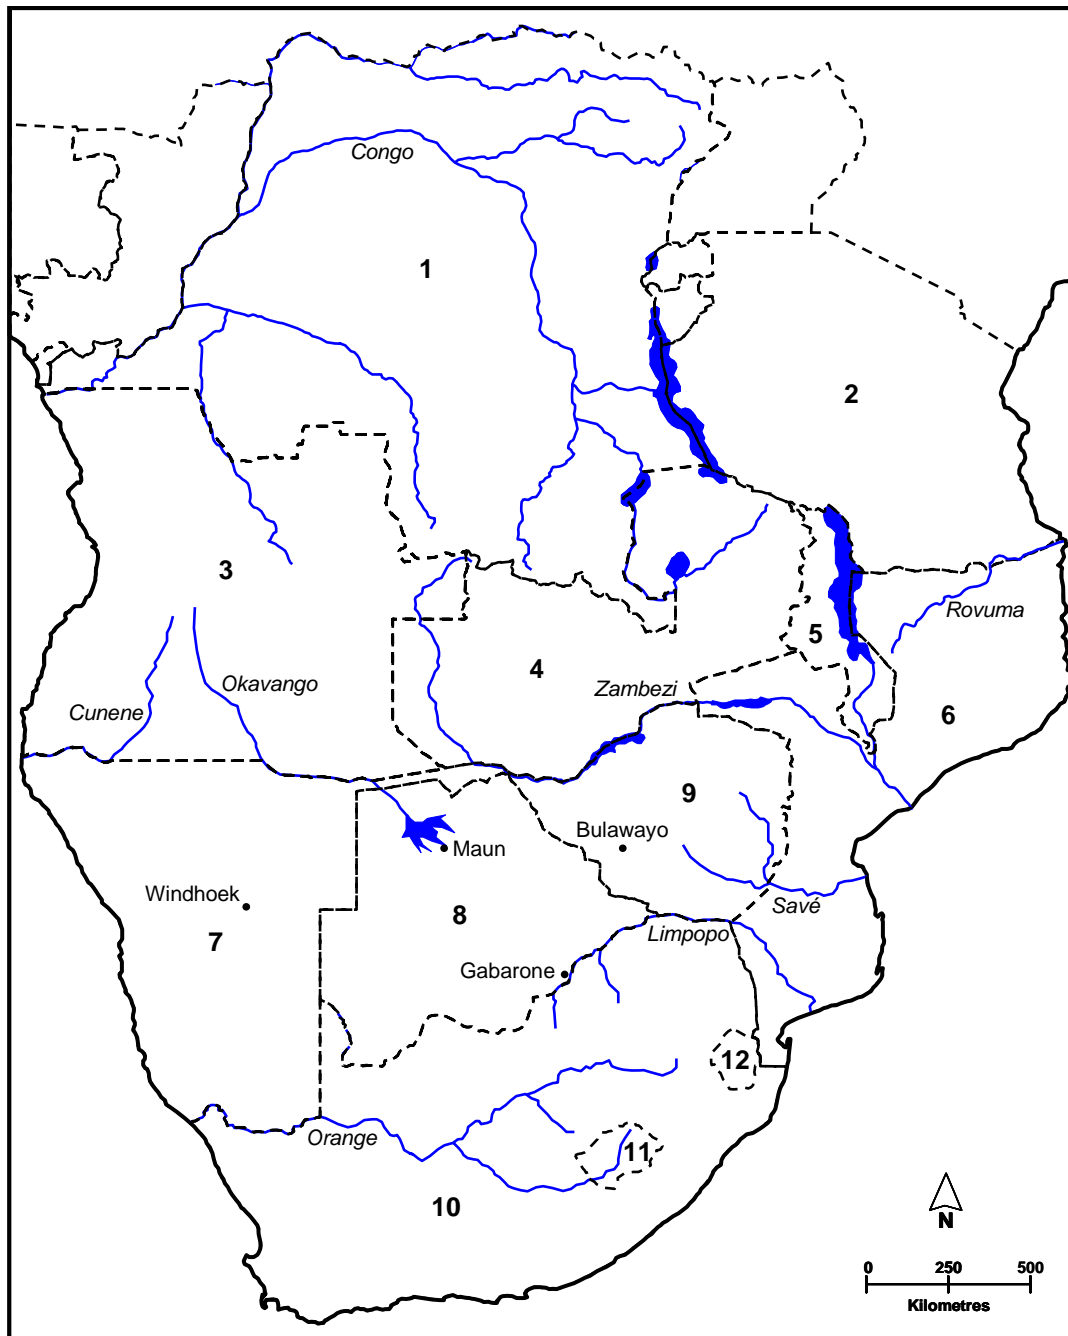 Congo
1
2
3
Rovuma
5
4
Okavango
Zambezi
Cunene
6
9
Bulawayo
Maun
Windhoek
Savé
8
Limpopo
7
Gabarone
12
Orange
11
10
N
0 250 500
Kilometres